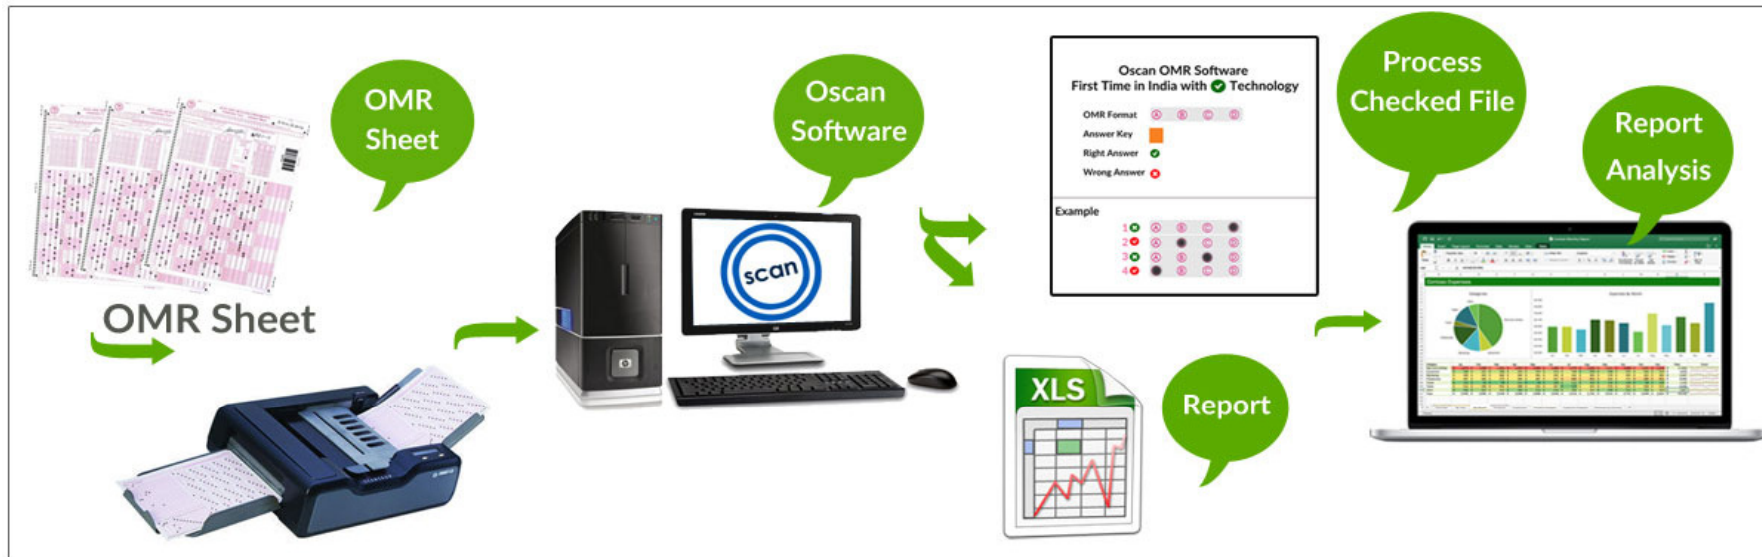 OMR
Sheet
OMR Sheet
Oscan
Software
scan
Oscan OMR Software
First Time in India with Technology
OMR Format A B C D
Answer Key
Right Answer
Wrong Answer
Example
1 A B C
2 A C D
3 A B D
4 B C D
Process
Checked File
XLS
Report
Report
Analysis